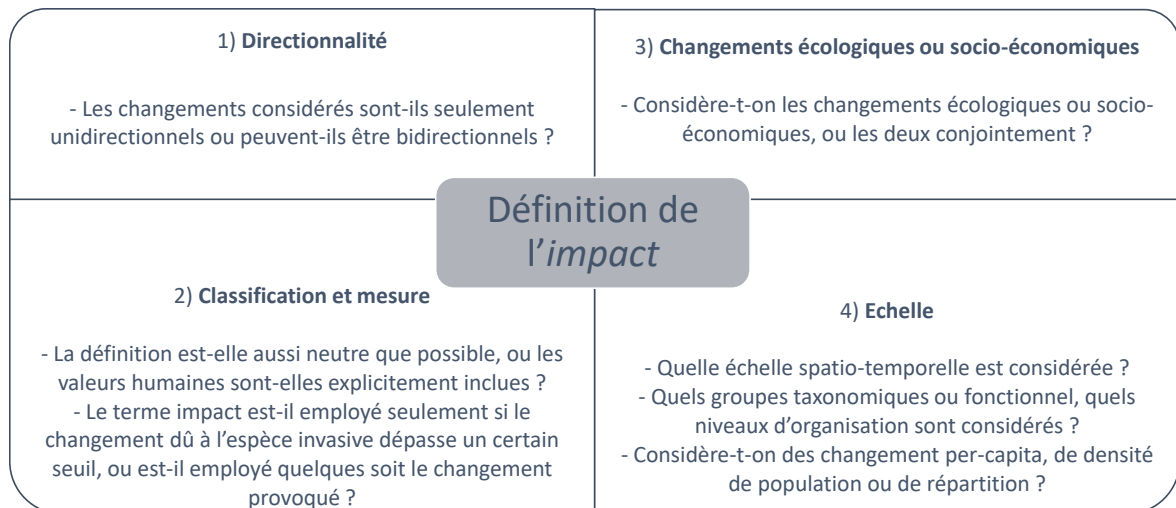 1) Directionnalité
- Les changements considérés sont-ils seulement
unidirectionnels ou peuvent-ils être bidirectionnels ?
3) Changements écologiques ou socio-économiques
- Considère-t-on les changements écologiques ou socio-
économiques, ou les deux conjointement ?
Définition de
l'impact
2) Classification et mesure
- La définition est-elle aussi neutre que possible, ou les
valeurs humaines sont-elles explicitement inclues ?
- Le terme impact est-il employé seulement si le
changement dû à l'espèce invasive dépasse un certain
seuil, ou est-il employé quelques soit le changement
provoqué ?
4) Echelle
- Quelle échelle spatio-temporelle est considérée ?
- Quels groupes taxonomiques ou fonctionnel, quels
niveaux d'organisation sont considérés ?
- Considère-t-on des changement per-capita, de densité
de population ou de répartition ?